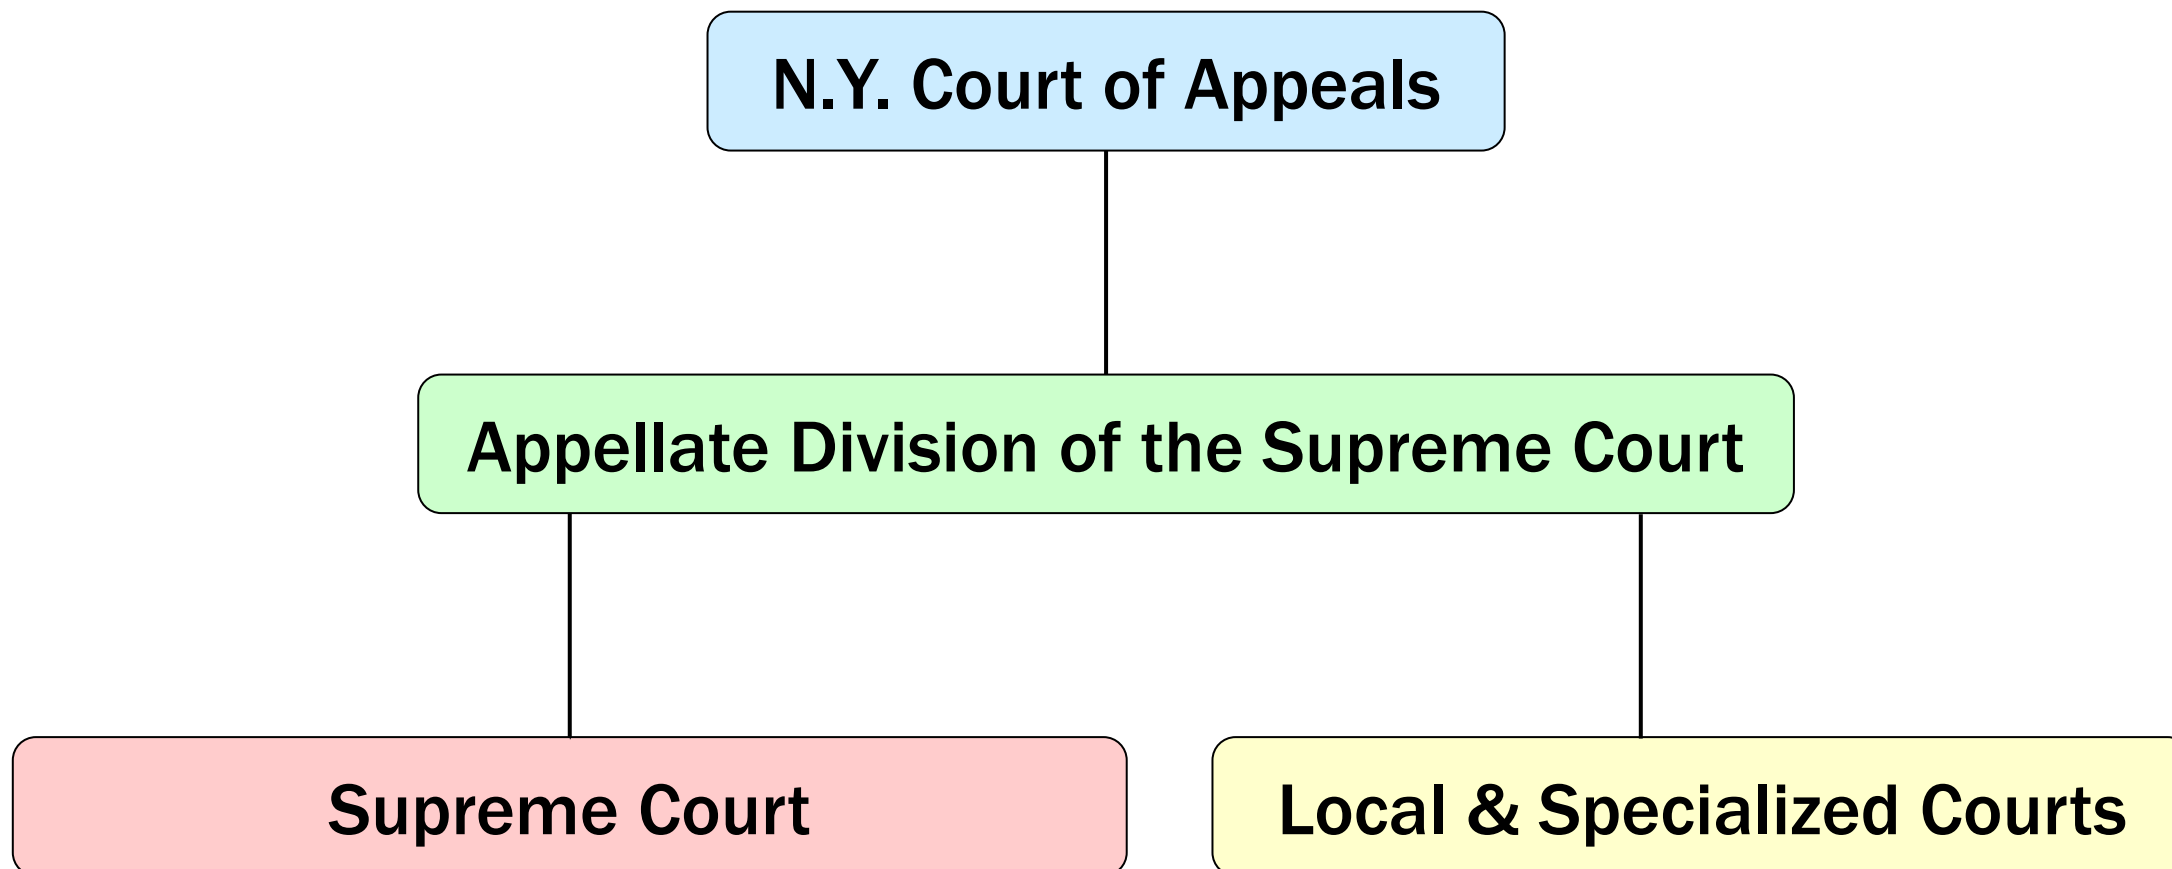 N.Y. Court of Appeals
Appellate Division of the Supreme Court
Supreme Court
Local & Specialized Courts